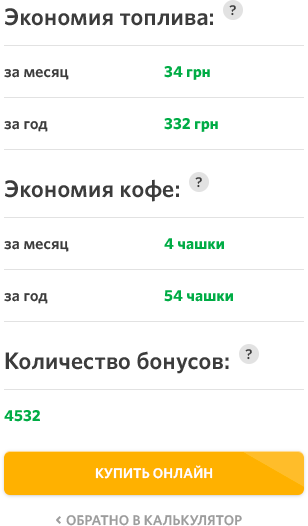 Экономия топлива: ?
за месяц 34 грн
за год 332 грн
Экономия кофе: ?
за месяц 4 чашки
за год 54 чашки
Количество бонусов: ?
4532
КУПИТЬ ОНЛАЙН
< ОБРАТНО В КАЛЬКУЛЯТОР